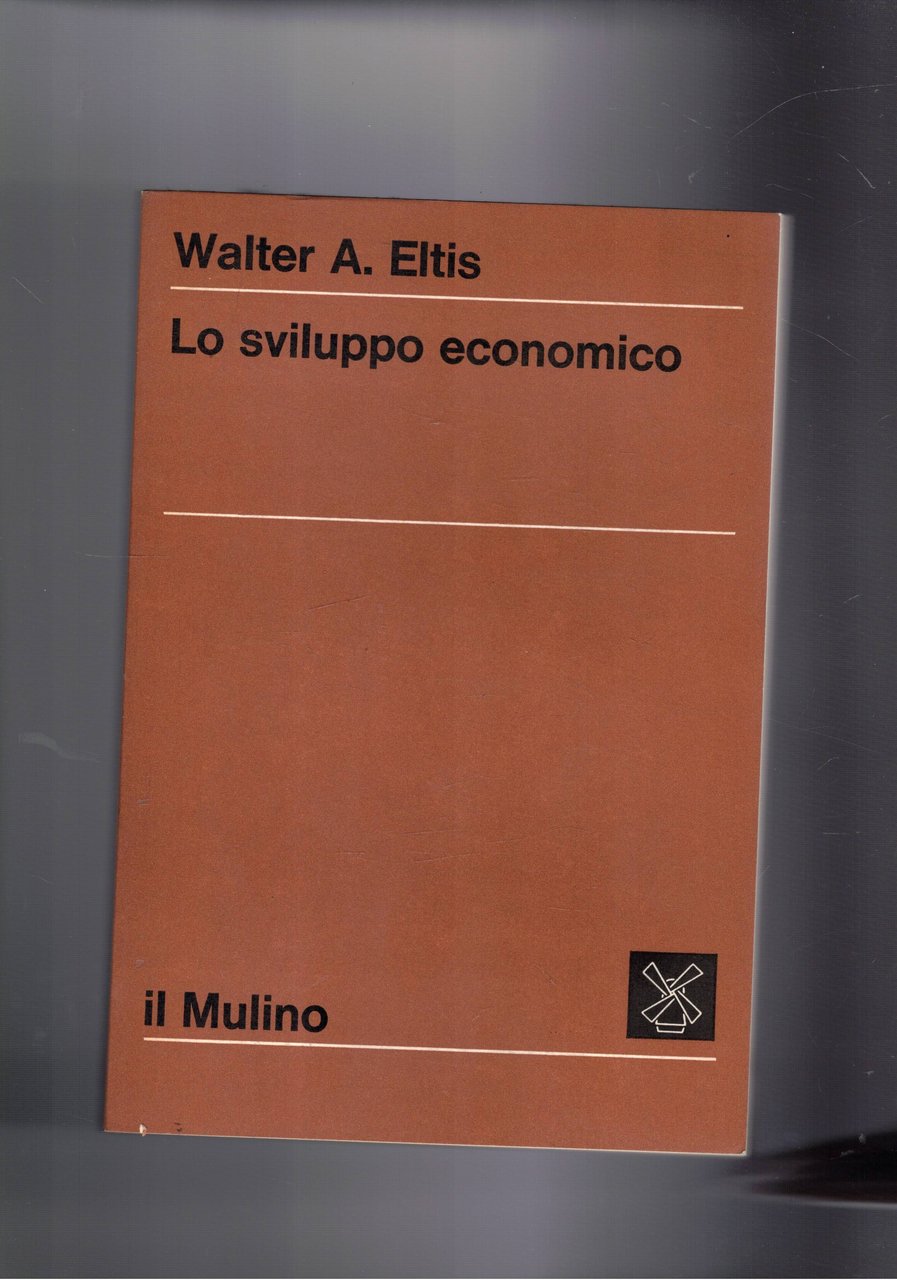 Walter A. Eltis
Lo sviluppo economico
il Mulino